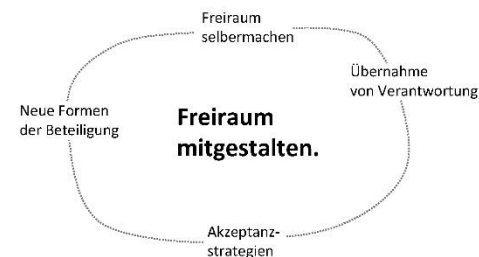 Freiraum
selbermachen
Übernahme
von Verantwortung
Neue Formen
der Beteiligung
Freiraum
mitgestalten.
Akzeptanz-
strategien